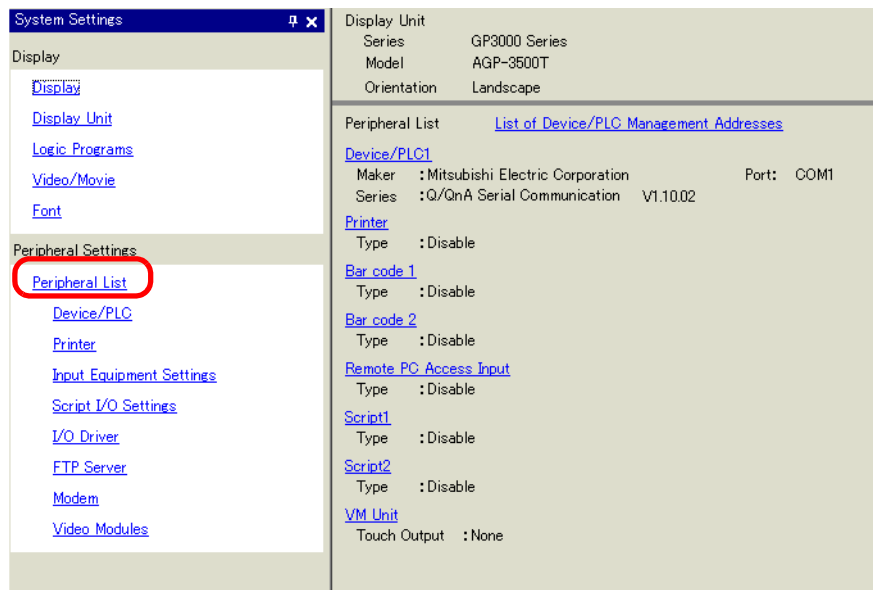 System Settings
Display
Display
Display Unit
Logic Programs
Video/Movie
Font
Peripheral Settings
Peripheral List
Device/PLC
Printer
Input Equipment Settings
Script I/O Settings
I/O Driver
FTP Server
Modem
Video Modules
Display Unit
Series GP3000 Series
Model AGP-3500T
Orientation Landscape
Peripheral List List of Device/PLC Management Addresses
Device/PLC1
Maker :Mitsubishi Electric Corporation Port: COM1
Series :Q/QnA Serial Communication V1.10.02
Printer
Type :Disable
Bar code 1
Type :Disable
Bar code 2
Type :Disable
Remote PC Access Input
Type :Disable
Script1
Type :Disable
Script2
Type :Disable
VM Unit
Touch Output :None